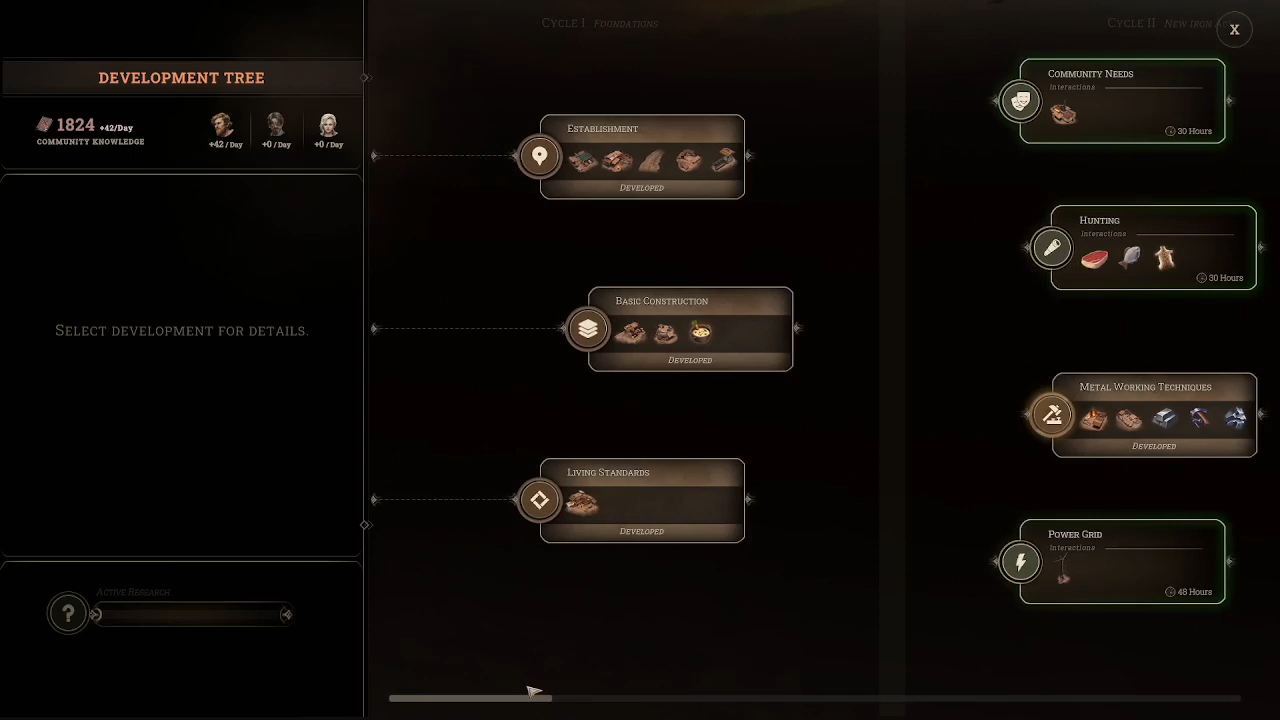 CYCLE I FOUNDATIONS
CYCLE II NEW IRON
X
DEVELOPMENT TREE
1824 +42/Day
COMMUNITY KNOWLEDGE
+42 / Day
+0 / Day
+0 / Day
SELECT DEVELOPMENT FOR DETAILS.
ACTIVE RESEARCH
?
ESTABLISHMENT
DEVELOPED
BASIC CONSTRUCTION
DEVELOPED
LIVING STANDARDS
DEVELOPED
COMMUNITY NEEDS
Interactions
30 Hours
HUNTING
Interactions
30 Hours
METAL WORKING TECHNIQUES
DEVELOPED
POWER GRID
Interactions
48 Hours